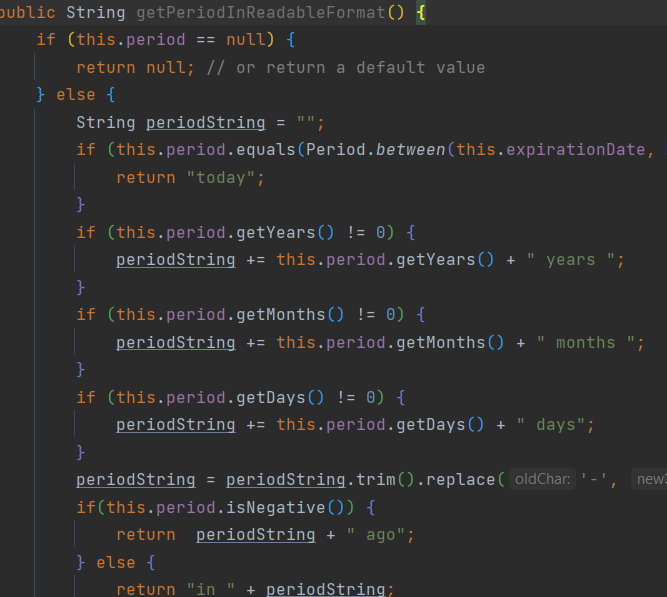 public String getPeriodInReadableFormat() {
if (this.period == null) {
return null; // or return a default value
} else {
String periodString = "";
if (this.period.equals(Period.between(this.expirationDate,
return "today";
}
if (this.period.getYears() != 0) {
periodString += this.period.getYears() + " years ";
}
if (this.period.getMonths() != 0) {
periodString += this.period.getMonths() + " months ";
}
if (this.period.getDays() != 0) {
periodString += this.period.getDays() + " days";
}
periodString = periodString.trim().replace( oldChar: '-', new
if(this.period.isNegative()) {
return  periodString + " ago";
} else {
return "in " + periodString;